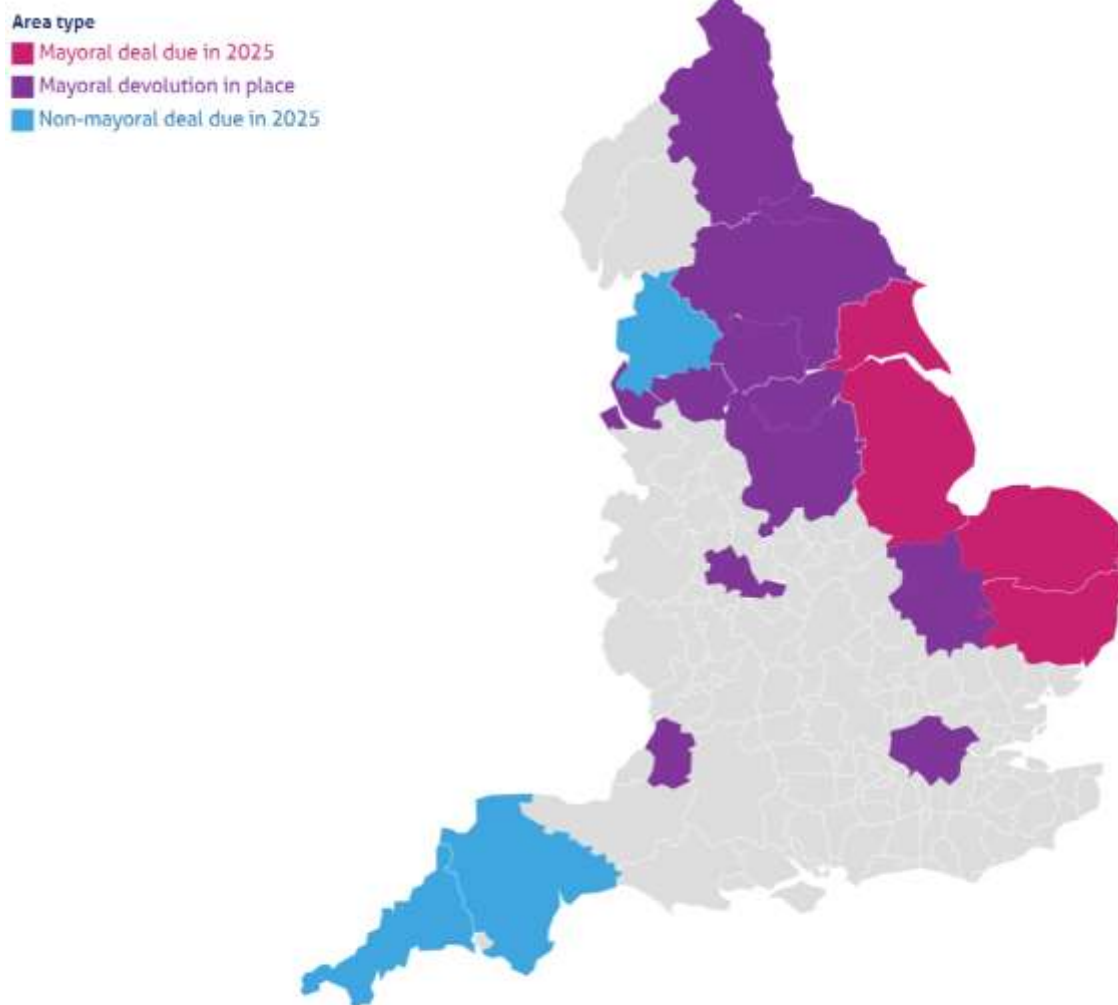 Area type
Mayoral deal due in 2025
Mayoral devolution in place
Non-mayoral deal due in 2025